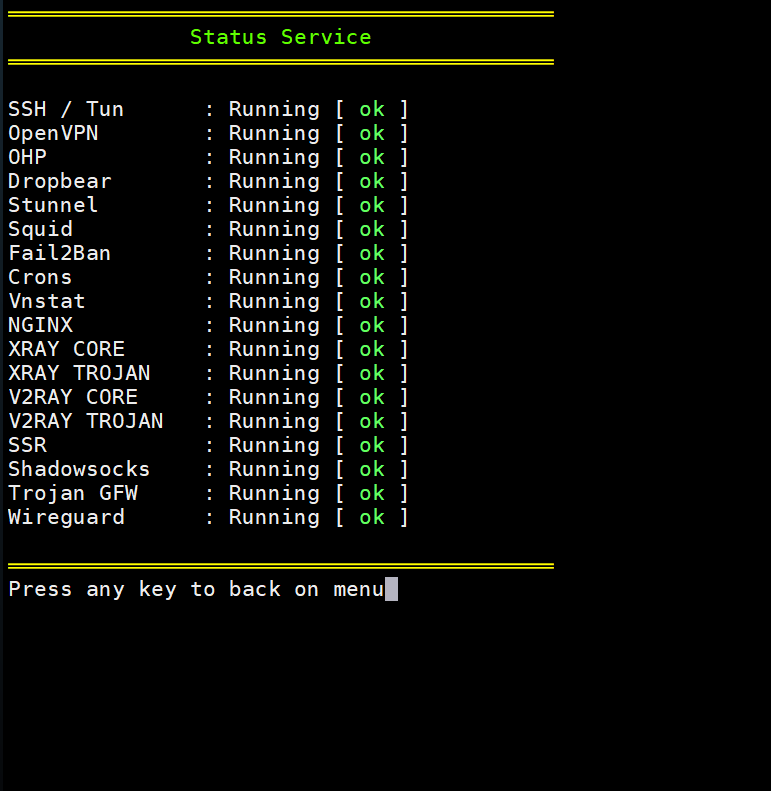 Status Service
SSH / Tun : Running [ ok ]
OpenVPN : Running [ ok ]
OHP : Running [ ok ]
Dropbear : Running [ ok ]
Stunnel : Running [ ok ]
Squid : Running [ ok ]
Fail2Ban : Running [ ok ]
Crons : Running [ ok ]
Vnstat : Running [ ok ]
NGINX : Running [ ok ]
XRAY CORE : Running [ ok ]
XRAY TROJAN : Running [ ok ]
V2RAY CORE : Running [ ok ]
V2RAY TROJAN : Running [ ok ]
SSR : Running [ ok ]
Shadowsocks : Running [ ok ]
Trojan GFW : Running [ ok ]
Wireguard : Running [ ok ]
Press any key to back on menu